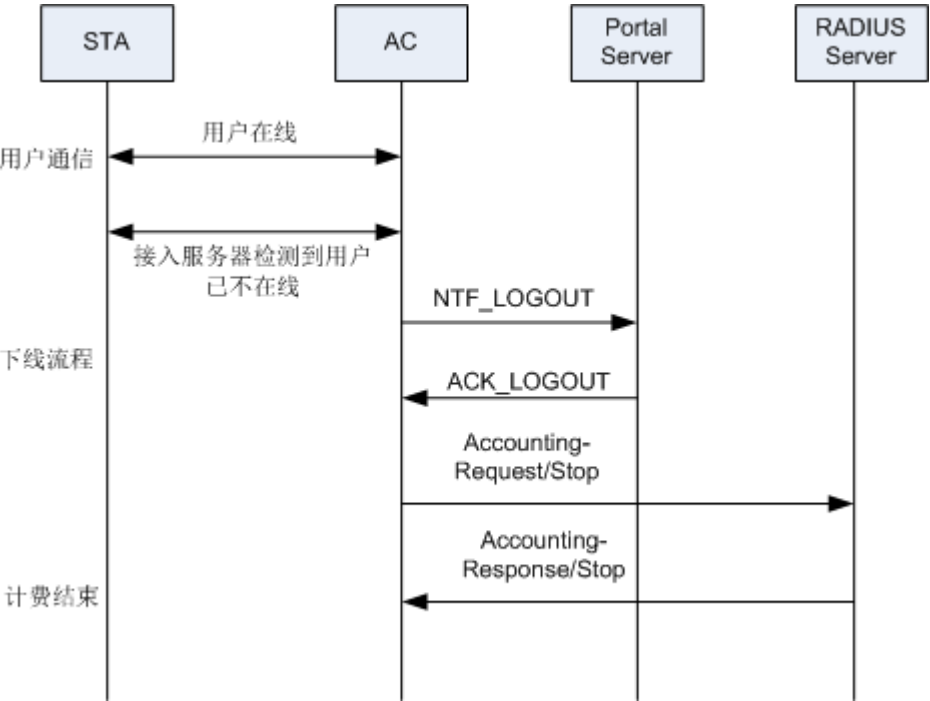 STA
AC
Portal
Server
RADIUS
Server
用户在线
用户通信
接入服务器检测到用户
已不在线
NTF_LOGOUT
下线流程
ACK_LOGOUT
Accounting-
Request/Stop
Accounting-
Response/Stop
计费结束